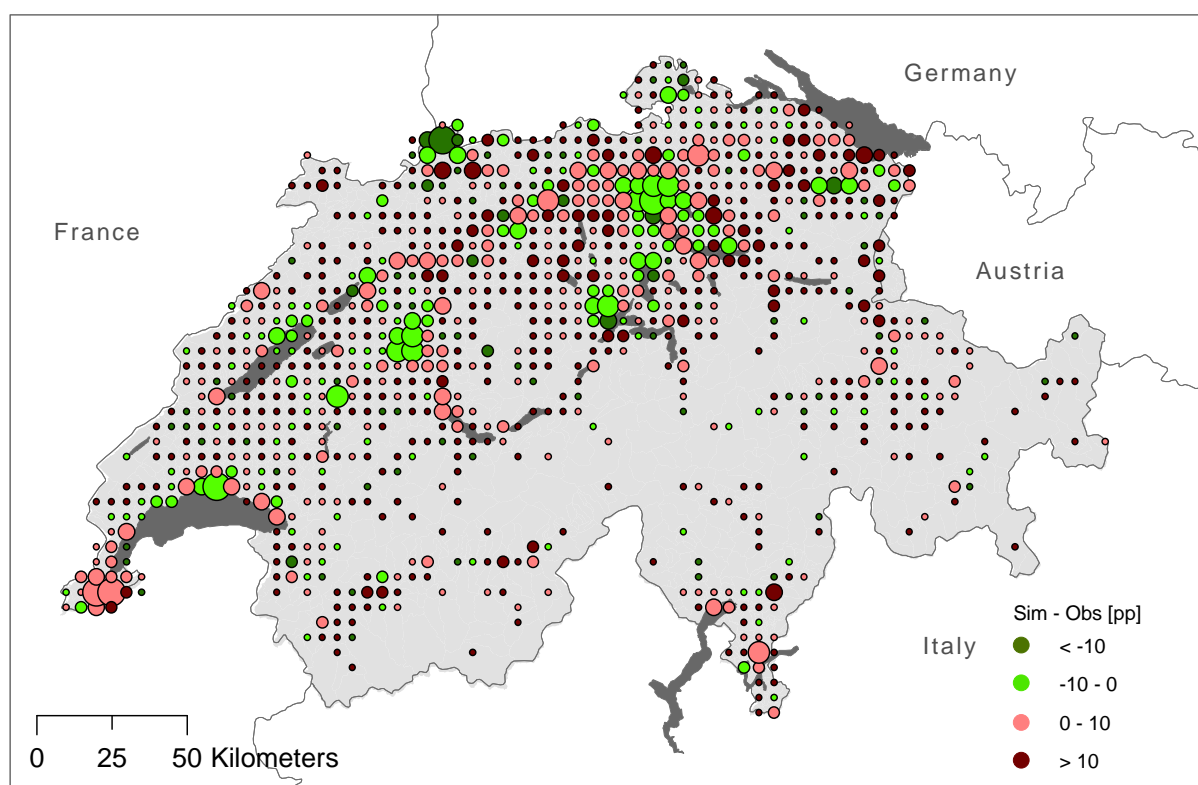 Germany
France
Austria
Italy
Sim - Obs [pp]
< -10
-10 - 0
0 - 10
> 10
0 25 50 Kilometers